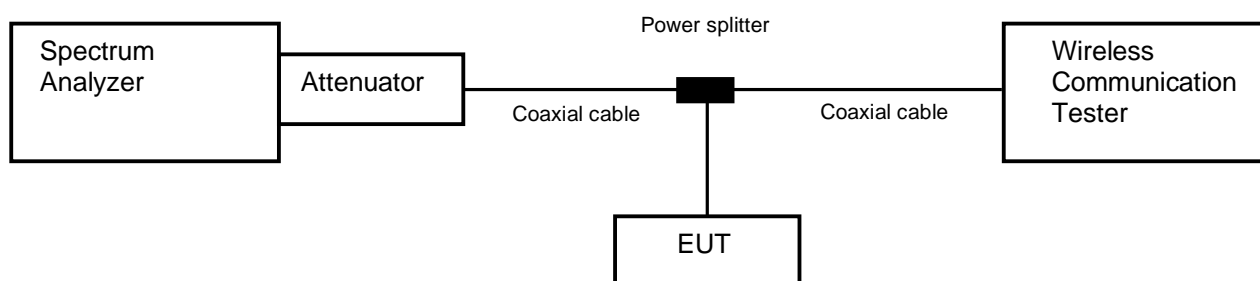 Power splitter
Spectrum
Analyzer
Attenuator
Coaxial cable
Coaxial cable
Wireless
Communication
Tester
EUT